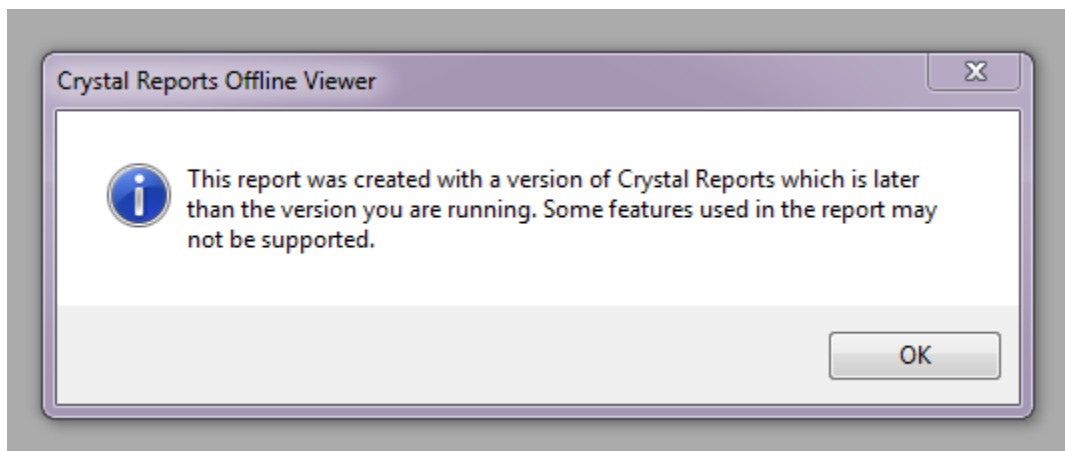 Crystal Reports Offline Viewer
This report was created with a version of Crystal Reports which is later
than the version you are running. Some features used in the report may
not be supported.
OK